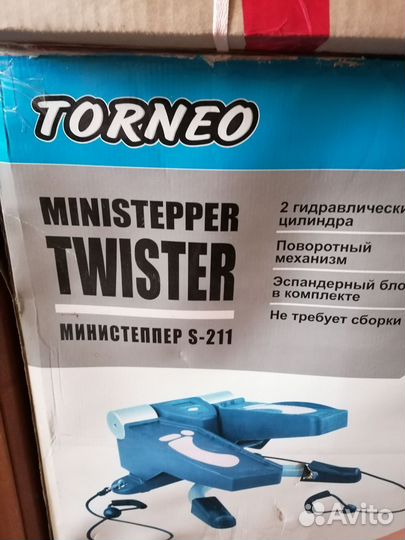 TORNEO
MINISTEPPER
TWISTER
МИНИСТЕППЕР S-211
2 гидравлически
цилиндра
Поворотный
механизм
Эспандерный бло
в комплекте
Не требует сборки
Avito